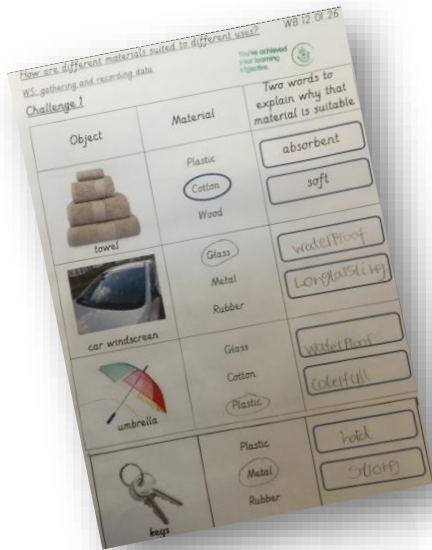 WB 12.01.26
How are different materials suited to different uses?
WS: gathering and recording data
You've achieved
your learning
objective.
Challenge 1
Object
Material
Two words to
explain why that
material is suitable
towel
Plastic
Cotton
Wood
absorbent
soft
car windscreen
Glass
Metal
Rubber
waterProof
Longlaisting
umbrella
Glass
Cotton
Plastic
waterProof
colerfull
keys
Plastic
Metal
Rubber
strong